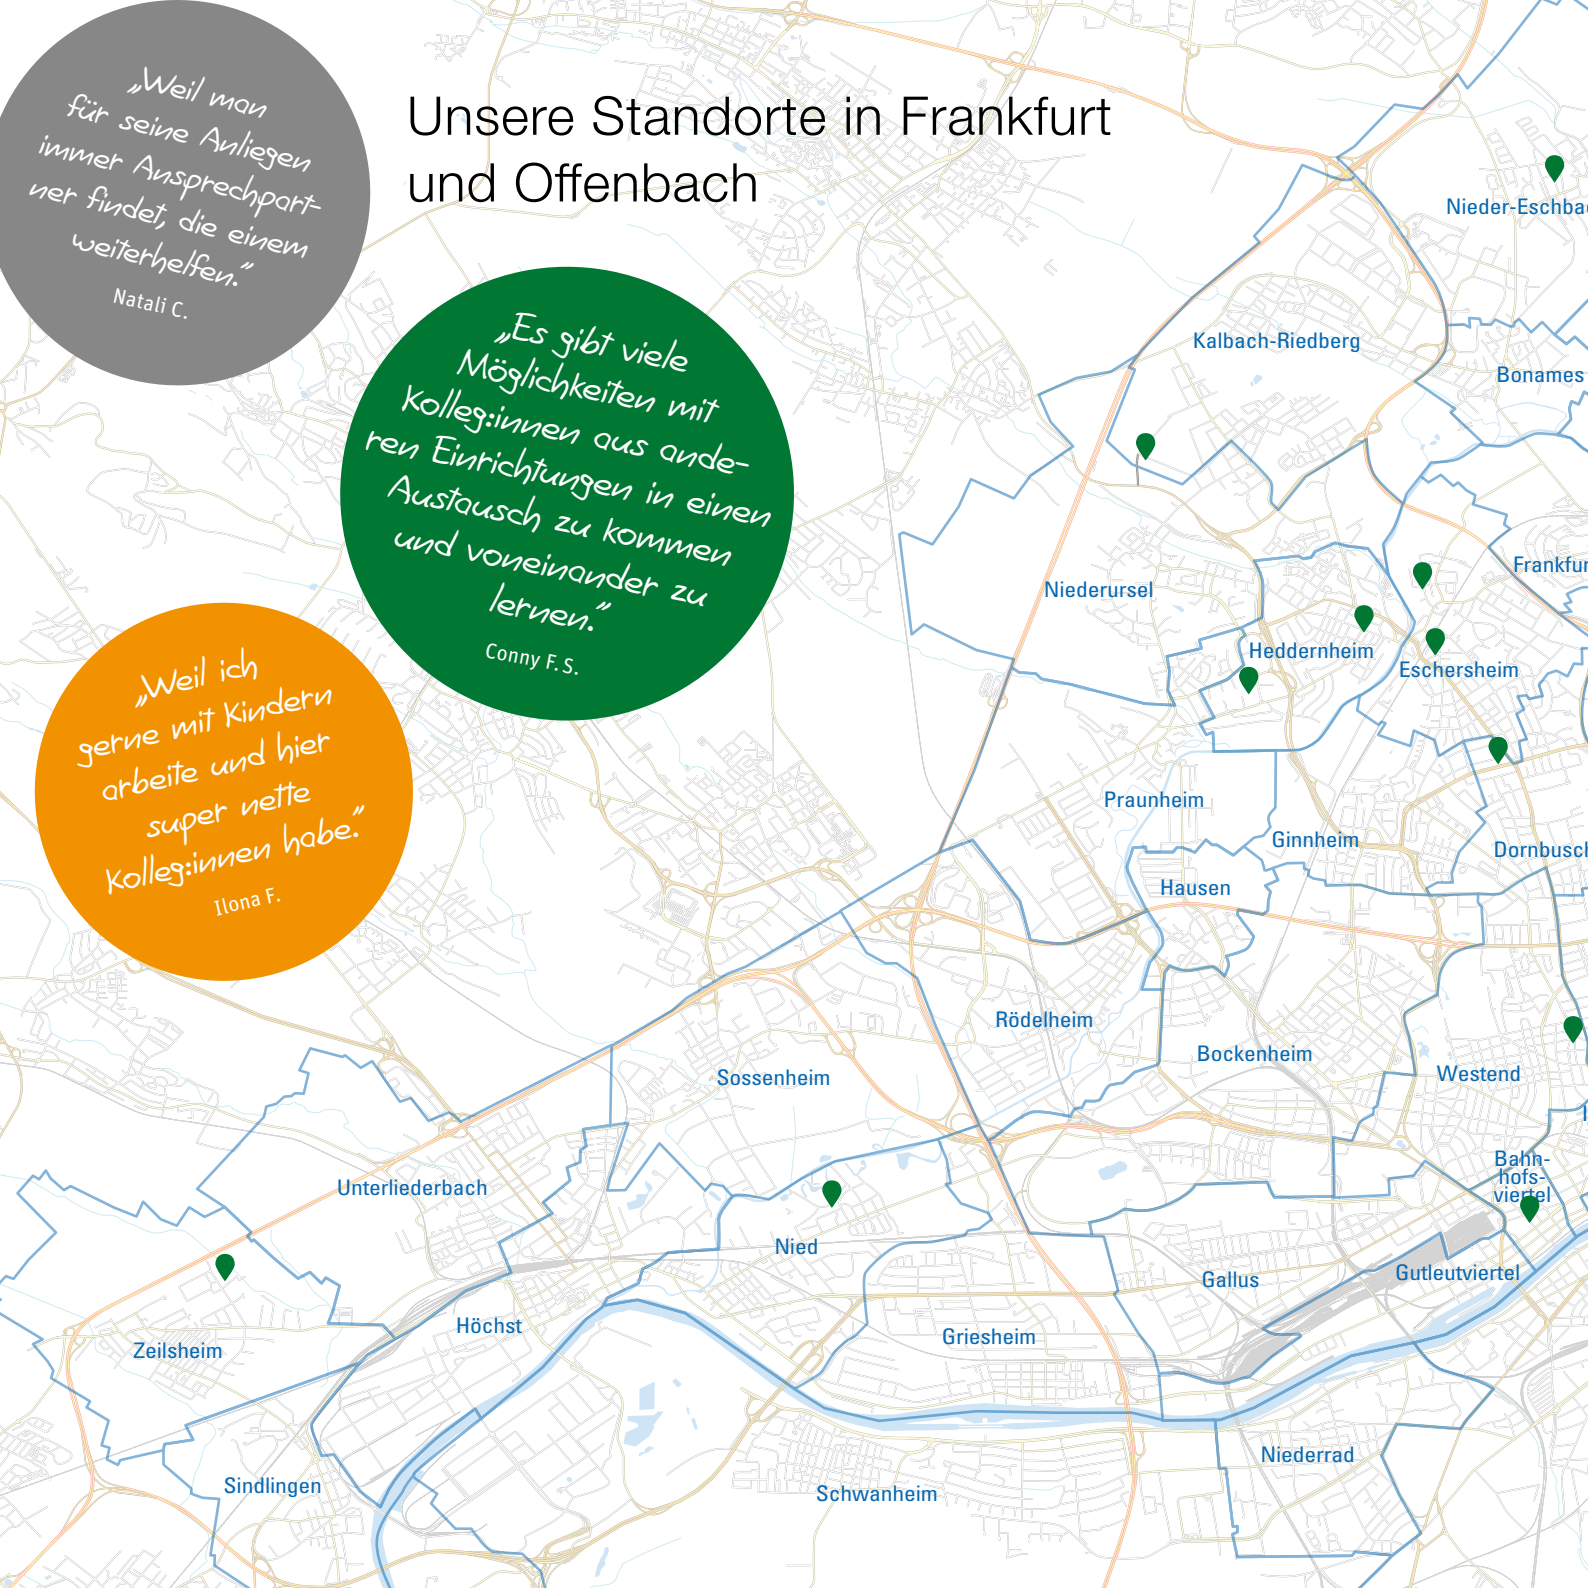 „Weil man
für seine Anliegen
immer Ansprechpart-
ner findet, die einem
weiterhelfen.“
Natali C.
Unsere Standorte in Frankfurt
und Offenbach
„Es gibt viele
Möglichkeiten mit
Kolleg:innen aus ande-
ren Einrichtungen in einen
Austausch zu kommen
und voneinander zu
lernen.“
Conny F. S.
„Weil ich
gerne mit Kindern
arbeite und hier
super nette
Kolleg:innen habe.“
Ilona F.
Nieder-Eschba
Kalbach-Riedberg
Bonames
Frankfur
Niederursel
Heddernheim
Eschersheim
Praunheim
Ginnheim
Dornbusch
Hausen
Rödelheim
Bockenheim
Westend
Sossenheim
Bahn-
hofs-
viertel
Unterliederbach
Nied
Gallus
Gutleutviertel
Höchst
Griesheim
Zeilsheim
Niederrad
Sindlingen
Schwanheim